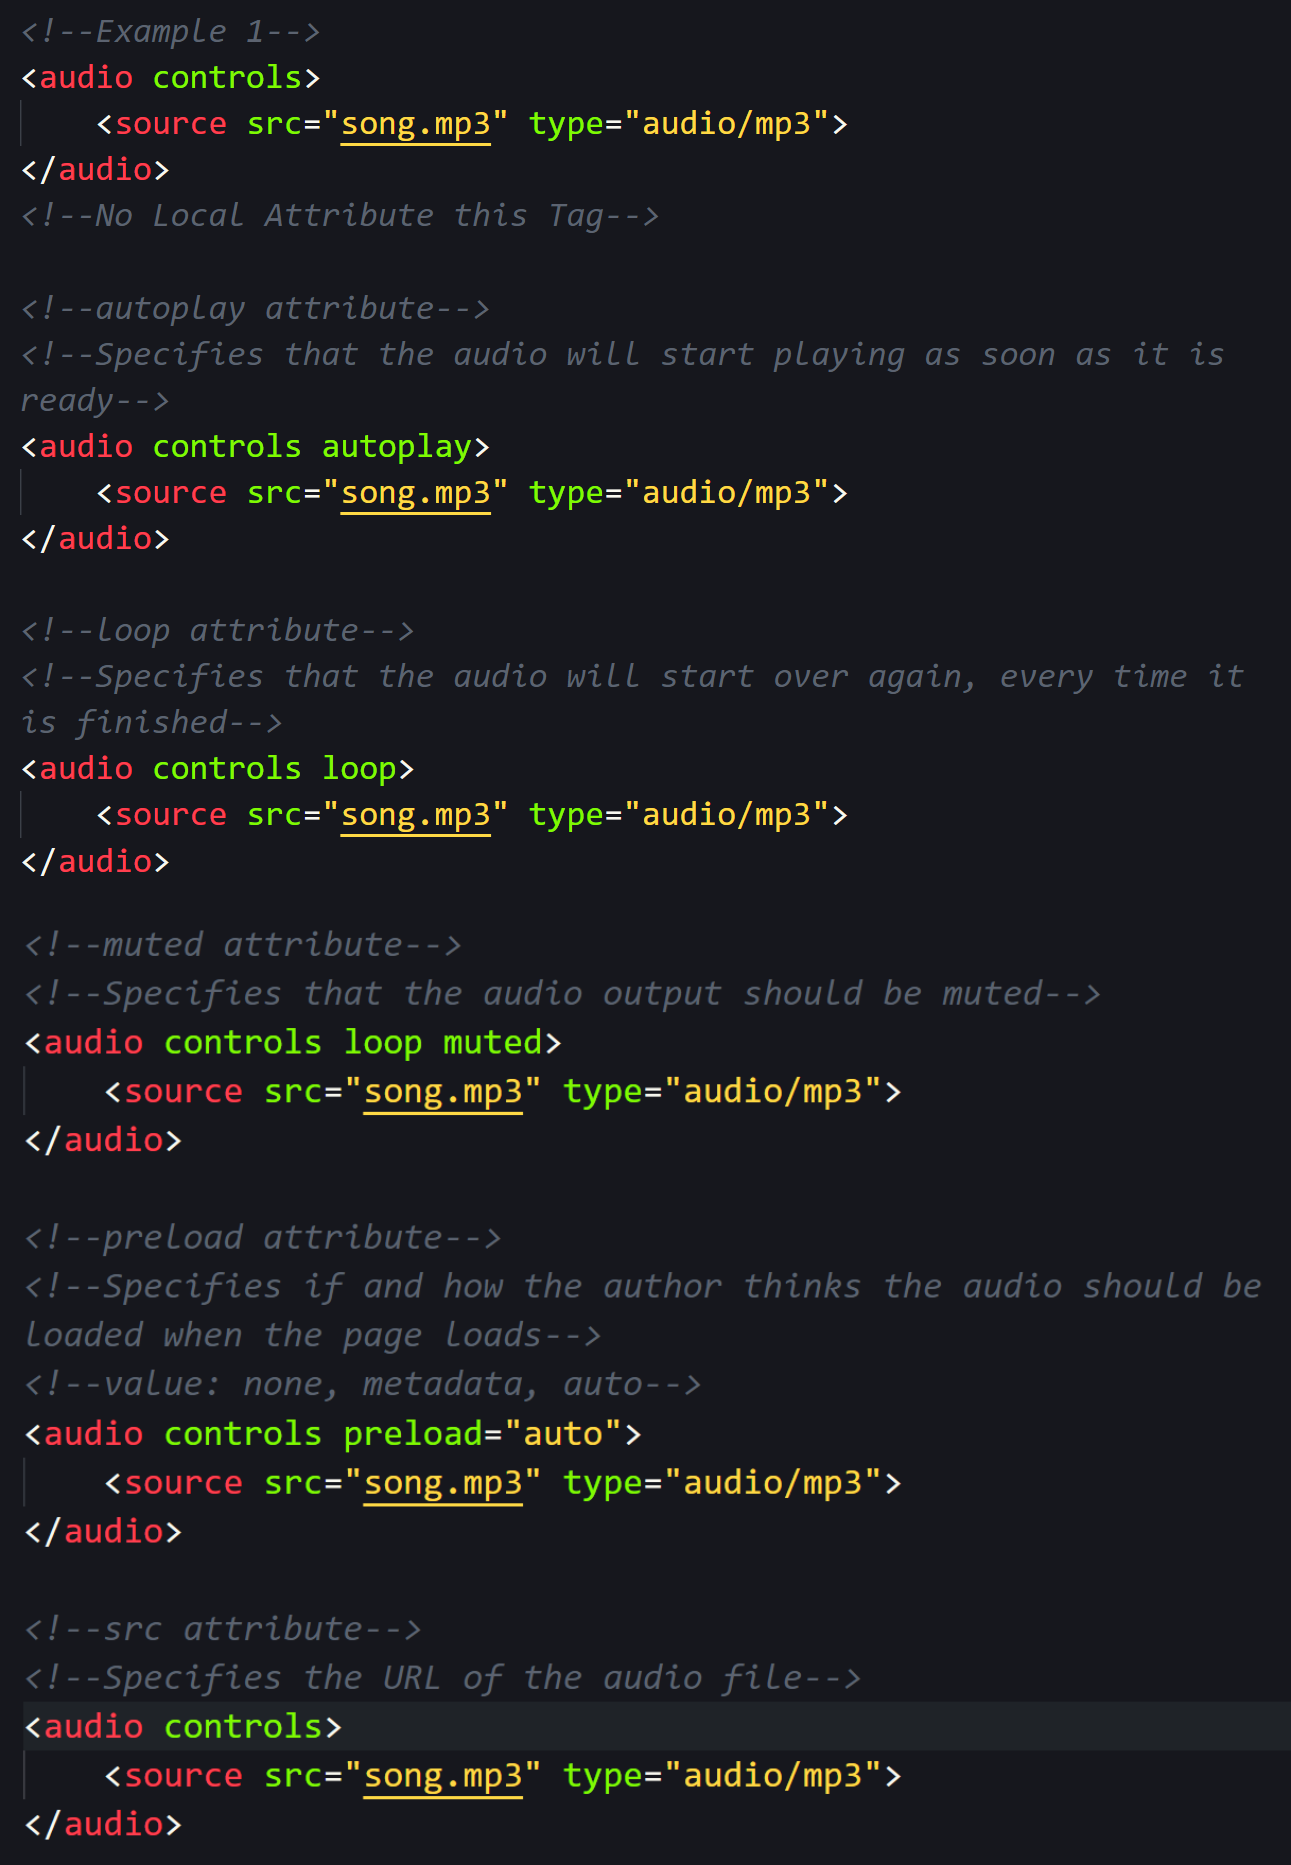 <!--Example 1-->
<audio controls>
    <source src="song.mp3" type="audio/mp3">
</audio>
<!--No Local Attribute this Tag-->

<!--autoplay attribute-->
<!--Specifies that the audio will start playing as soon as it is
ready-->
<audio controls autoplay>
    <source src="song.mp3" type="audio/mp3">
</audio>

<!--loop attribute-->
<!--Specifies that the audio will start over again, every time it
is finished-->
<audio controls loop>
    <source src="song.mp3" type="audio/mp3">
</audio>

<!--muted attribute-->
<!--Specifies that the audio output should be muted-->
<audio controls loop muted>
    <source src="song.mp3" type="audio/mp3">
</audio>

<!--preload attribute-->
<!--Specifies if and how the author thinks the audio should be
loaded when the page loads-->
<!--value: none, metadata, auto-->
<audio controls preload="auto">
    <source src="song.mp3" type="audio/mp3">
</audio>

<!--src attribute-->
<!--Specifies the URL of the audio file-->
<audio controls>
    <source src="song.mp3" type="audio/mp3">
</audio>